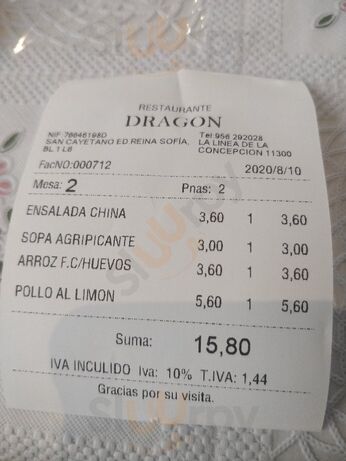 RESTAURANTE
DRAGON
NIF:76646198D Tel:956 292028
SAN CAYETANO ED.REINA SOFÍA, LA LINEA DE LA
BL 1 L6 CONCEPCION 11300
FacNO:000712 2020/8/10
Mesa: 2 Pnas: 2
ENSALADA CHINA 3,60 1 3,60
SOPA AGRIPICANTE 3,00 1 3,00
ARROZ F.C/HUEVOS 3,60 1 3,60
POLLO AL LIMON 5,60 1 5,60
Suma: 15,80
IVA INCULIDO Iva: 10% T.IVA: 1,44
Gracias por su visita.